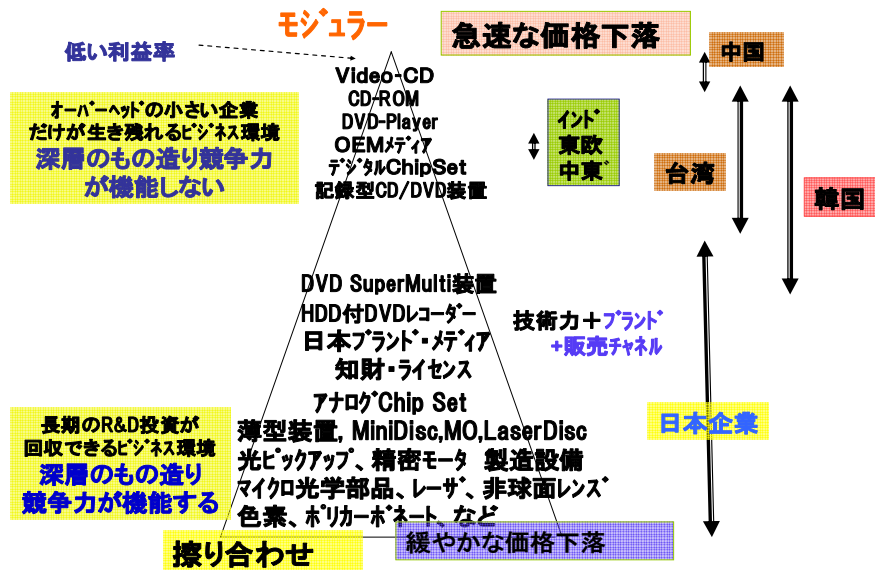 モジュラー
急速な価格下落
低い利益率
中国
Video-CD
CD-ROM
DVD-Player
OEMメディア
デジタルChipSet
記録型CD/DVD装置
オーバーヘッドの小さい企業
だけが生き残れるビジネス環境
深層のもの造り競争力
が機能しない
インド
東欧
中東
台湾
韓国
DVD SuperMulti装置
HDD付DVDレコーダー
日本ブランド・メディア
知財・ライセンス
技術力＋ブランド
+販売チャネル
アナログChip Set
薄型装置, MiniDisc,MO,LaserDisc
光ピックアップ、精密モータ 製造設備
マイクロ光学部品、レーザ、非球面レンズ
色素、ポリカーボネート、など
日本企業
長期のR&D投資が
回収できるビジネス環境
深層のもの造り
競争力が機能する
擦り合わせ
緩やかな価格下落